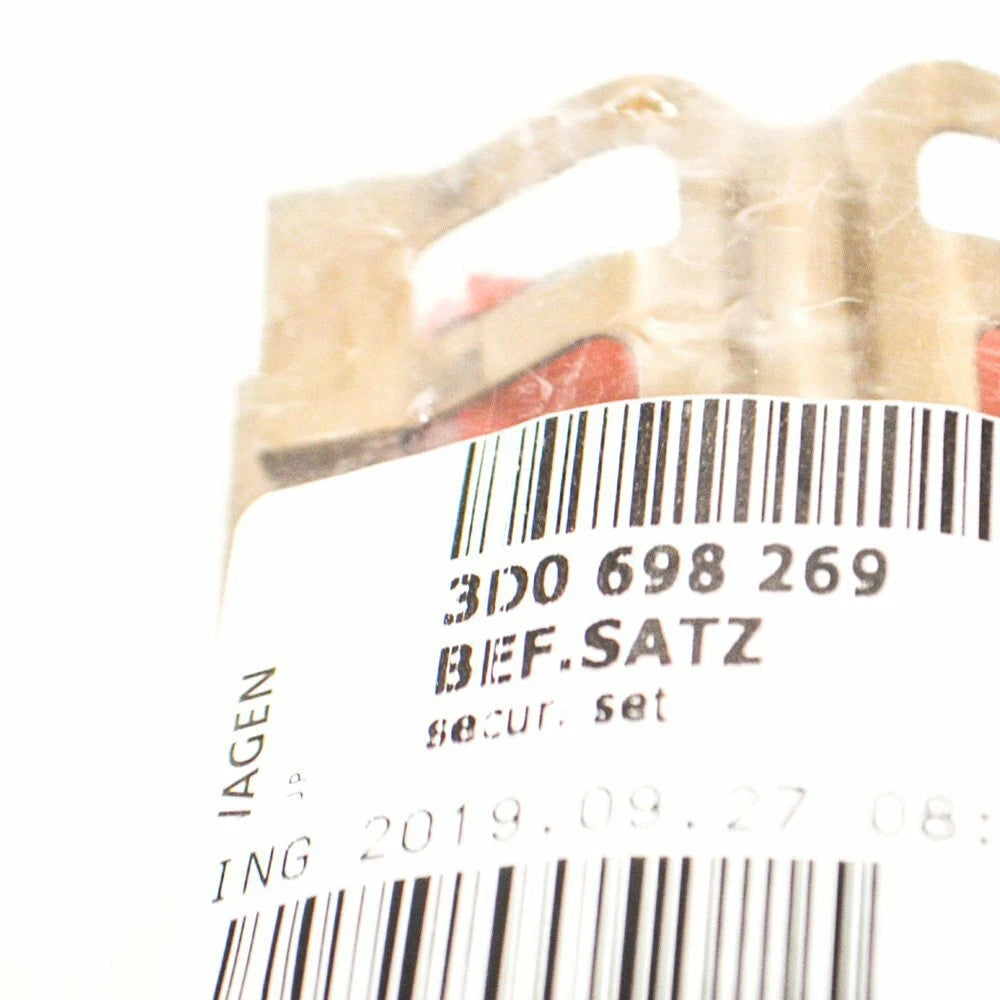 3D0 698 269
BEF.SATZ
secur. set
IAGEN
JP
ING 2019.09.27 08: